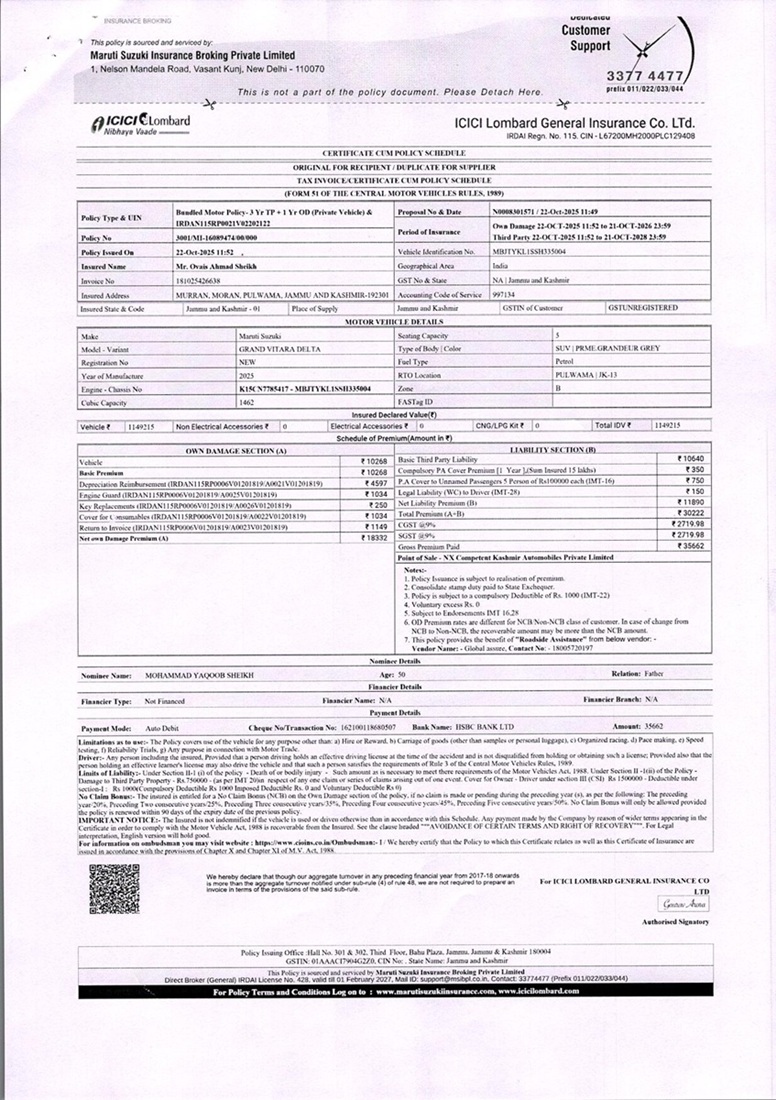 INSURANCE BROKING
This policy is sourced and serviced by:
Maruti Suzuki Insurance Broking Private Limited
1, Nelson Mandela Road, Vasant Kunj, New Delhi - 110070
Dedicated
Customer
Support
3377 4477
prefix 011/022/033/044
This is not a part of the policy document. Please Detach Here.
ICICI Lombard
Nibhaye Vaade
ICICI Lombard General Insurance Co. Ltd.
IRDAI Regn. No. 115. CIN - L67200MH2000PLC129408
CERTIFICATE CUM POLICY SCHEDULE
ORIGINAL FOR RECIPIENT / DUPLICATE FOR SUPPLIER
TAX INVOICE/CERTIFICATE CUM POLICY SCHEDULE
(FORM 51 OF THE CENTRAL MOTOR VEHICLES RULES, 1989)
Policy Type & UIN Bundled Motor Policy- 3 Yr TP + 1 Yr OD (Private Vehicle) & IRDAN115RP0021V02202122 Proposal No & Date N0008301571 / 22-Oct-2025 11:49
Policy No 3001/MI-16089474/00/000 Period of Insurance Own Damage 22-OCT-2025 11:52 to 21-OCT-2026 23:59
Third Party 22-OCT-2025 11:52 to 21-OCT-2028 23:59
Policy Issued On 22-Oct-2025 11:52 Vehicle Identification No. MBJTYKL1SSH335004
Insured Name Mr. Ovais Ahmad Sheikh Geographical Area India
Invoice No 181025426638 GST No & State NA | Jammu and Kashmir
Insured Address MURRAN, MORAN, PULWAMA, JAMMU AND KASHMIR-192301 Accounting Code of Service 997134
Insured State & Code Jammu and Kashmir - 01 Place of Supply Jammu and Kashmir GSTIN of Customer GSTUNREGISTERED
MOTOR VEHICLE DETAILS
Make Maruti Suzuki Seating Capacity 5
Model - Variant GRAND VITARA DELTA Type of Body | Color SUV | PRME.GRANDEUR GREY
Registration No NEW Fuel Type Petrol
Year of Manufacture 2025 RTO Location PULWAMA | JK-13
Engine - Chassis No K15CN7785417 - MBJTYKL1SSH335004 Zone B
Cubic Capacity 1462 FASTag ID
Insured Declared Value(₹)
Vehicle ₹ 1149215 Non Electrical Accessories ₹ 0 Electrical Accessories ₹ 0 CNG/LPG Kit ₹ 0 Total IDV ₹ 1149215
Schedule of Premium(Amount in ₹)
OWN DAMAGE SECTION (A)
Vehicle ₹ 10268
Basic Premium ₹ 10268
Depreciation Reimbursement (IRDAN115RP0006V01201819/A0021V01201819) ₹ 4597
Engine Guard (IRDAN115RP0006V01201819/A0025V01201819) ₹ 1034
Key Replacements (IRDAN115RP0006V01201819/A0026V01201819) ₹ 250
Cover for Consumables (IRDAN115RP0006V01201819/A0022V01201819) ₹ 1034
Return to Invoice (IRDAN115RP0006V01201819/A0023V01201819) ₹ 1149
Net own Damage Premium (A) ₹ 18332
LIABILITY SECTION (B)
Basic Third Party Liability ₹ 10640
Compulsory PA Cover Premium [1 Year ],(Sum Insured 15 lakhs) ₹ 350
P.A Cover to Unnamed Passengers 5 Person of Rs100000 each (IMT-16) ₹ 750
Legal Liability (WC) to Driver (IMT-28) ₹ 150
Net Liability Premium (B) ₹ 11890
Total Premium (A+B) ₹ 30222
CGST @9% ₹ 2719.98
SGST @9% ₹ 2719.98
Gross Premium Paid ₹ 35662
Point of Sale - NX Competent Kashmir Automobiles Private Limited
Notes:-
1. Policy Issuance is subject to realisation of premium.
2. Consolidate stamp duty paid to State Exchequer.
3. Policy is subject to a compulsory Deductible of Rs. 1000 (IMT-22)
4. Voluntary excess Rs. 0
5. Subject to Endorsements IMT 16,28
6. OD Premium rates are different for NCB/Non-NCB class of customer. In case of change from
NCB to Non-NCB, the recoverable amount may be more than the NCB amount.
7. This policy provides the benefit of "Roadside Assistance" from below vendor: -
Vendor Name: - Global assure, Contact No: - 18005720197
Nominee Details
Nominee Name: MOHAMMAD YAQOOB SHEIKH Age: 50 Relation: Father
Financier Details
Financier Type: Not Financed Financier Name: N/A Financier Branch: N/A
Payment Details
Payment Mode: Auto Debit Cheque No/Transaction No: 162100118680507 Bank Name: HSBC BANK LTD Amount: 35662
Limitations as to use:- The Policy covers use of the vehicle for any purpose other than: a) Hire or Reward, b) Carriage of goods (other than samples or personal luggage), c) Organized racing, d) Pace making, e) Speed
testing, f) Reliability Trials, g) Any purpose in connection with Motor Trade.
Driver:- Any person including the insured, Provided that a person driving holds an effective driving license at the time of the accident and is not disqualified from holding or obtaining such a license; Provided also that the
person holding an effective learner's license may also drive the vehicle and that such a person satisfies the requirements of Rule 3 of the Central Motor Vehicles Rules, 1989.
Limits of Liability:- Under Section II-1 (i) of the policy - Death of or bodily injury - Such amount as is necessary to meet there requirements of the Motor Vehicles Act, 1988. Under Section II -1(ii) of the Policy -
Damage to Third Party Property - Rs.750000 - (as per IMT 20)in respect of any one claim or series of claims arising out of one event. Cover for Owner - Driver under section III (CSI) Rs 1500000 - Deductible under
section-I : Rs 1000(Compulsory Deductible Rs 1000 Imposed Deductible Rs. 0 and Voluntary Deductible Rs 0)
No Claim Bonus:- The insured is entitled for a No Claim Bonus (NCB) on the Own Damage section of the policy, if no claim is made or pending during the preceding year (s), as per the following: The preceding
year/20%, Preceding Two consecutive years/25%, Preceding Three consecutive years/35%, Preceding Four consecutive years/45%, Preceding Five consecutive years/50%. No Claim Bonus will only be allowed provided
the policy is renewed within 90 days of the expiry date of the previous policy.
IMPORTANT NOTICE:- The Insured is not indemnified if the vehicle is used or driven otherwise than in accordance with this Schedule. Any payment made by the Company by reason of wider terms appearing in the
Certificate in order to comply with the Motor Vehicle Act, 1988 is recoverable from the Insured. See the clause headed """AVOIDANCE OF CERTAIN TERMS AND RIGHT OF RECOVERY""". For Legal
interpretation, English version will hold good.
For information on ombudsman you may visit website : https://www.cioins.co.in/Ombudsman:- I / We hereby certify that the Policy to which this Certificate relates as well as this Certificate of Insurance are
issued in accordance with the provisions of Chapter X and Chapter XI of M.V. Act, 1988.
We hereby declare that though our aggregate turnover in any preceding financial year from 2017-18 onwards
is more than the aggregate turnover notified under sub-rule (4) of rule 48, we are not required to prepare an
invoice in terms of the provisions of the said sub-rule.
For ICICI LOMBARD GENERAL INSURANCE CO
LTD
Authorised Signatory
Policy Issuing Office :Hall No. 301 & 302, Third Floor, Bahu Plaza, Jammu, Jammu & Kashmir 180004
GSTIN: 01AAACI7904G2Z0, CIN No: . State Name: Jammu and Kashmir
This Policy is sourced and serviced by Maruti Suzuki Insurance Broking Private Limited
Direct Broker (General) IRDAI License No. 428, valid till 01 February 2027, Mail ID: support@msibpl.co.in, Contact: 33774477 (Prefix 011/022/033/044)
For Policy Terms and Conditions Log on to : www.marutisuzukiinsurance.com, www.icicilombard.com